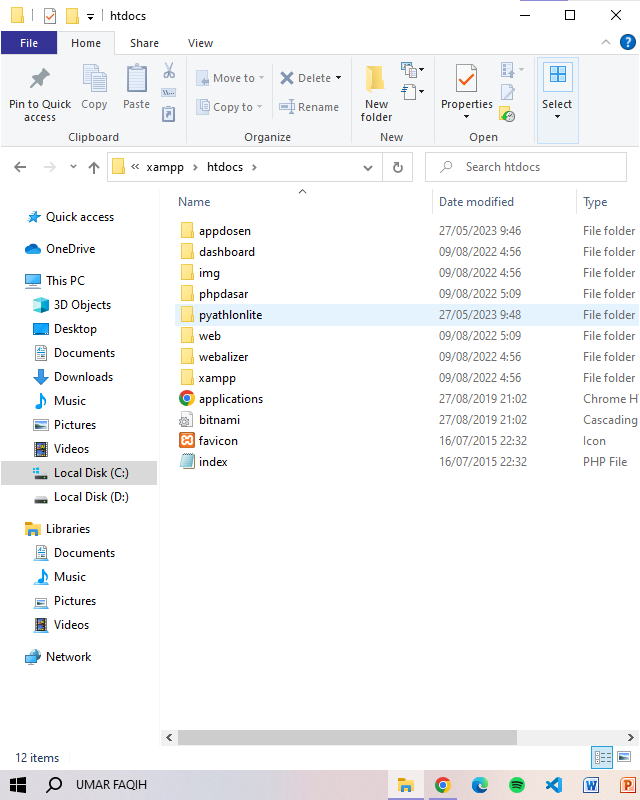 htdocs
File Home Share View
Pin to Quick access
Copy
Paste
Clipboard
Move to
Copy to
Delete
Rename
Organize
New folder
New
Properties
Open
Select
xampp htdocs
Search htdocs
Name Date modified Type
Quick access
OneDrive
This PC
3D Objects
Desktop
Documents
Downloads
Music
Pictures
Videos
Local Disk (C:)
Local Disk (D:)
Libraries
Documents
Music
Pictures
Videos
Network
appdosen 27/05/2023 9:46 File folder
dashboard 09/08/2022 4:56 File folder
img 09/08/2022 4:56 File folder
phpdasar 09/08/2022 5:09 File folder
pyathlonlite 27/05/2023 9:48 File folder
web 09/08/2022 5:09 File folder
webalizer 09/08/2022 4:56 File folder
xampp 09/08/2022 4:56 File folder
applications 27/08/2019 21:02 Chrome H
bitnami 27/08/2019 21:02 Cascading
favicon 16/07/2015 22:32 Icon
index 16/07/2015 22:32 PHP File
12 items
UMAR FAQIH